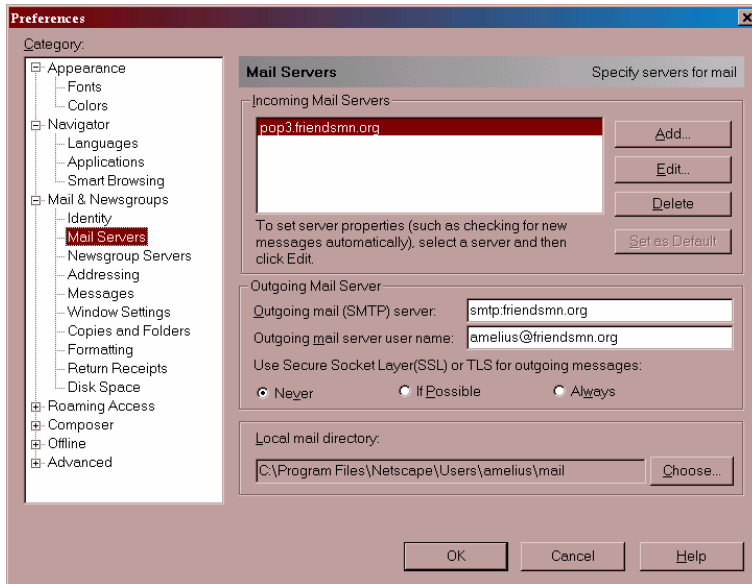 Preferences
Category:
Appearance
Fonts
Colors
Navigator
Languages
Applications
Smart Browsing
Mail & Newsgroups
Identity
Mail Servers
Newsgroup Servers
Addressing
Messages
Window Settings
Copies and Folders
Formatting
Return Receipts
Disk Space
Roaming Access
Composer
Offline
Advanced
Mail Servers Specify servers for mail
Incoming Mail Servers
pop3.friendsmn.org
Add...
Edit...
Delete
Set as Default
To set server properties (such as checking for new
messages automatically), select a server and then
click Edit.
Outgoing Mail Server
Outgoing mail (SMTP) server: smtp:friendsmn.org
Outgoing mail server user name: amelius@friendsmn.org
Use Secure Socket Layer(SSL) or TLS for outgoing messages:
Never If Possible Always
Local mail directory:
C:\Program Files\Netscape\Users\amelius\mail Choose...
OK Cancel Help